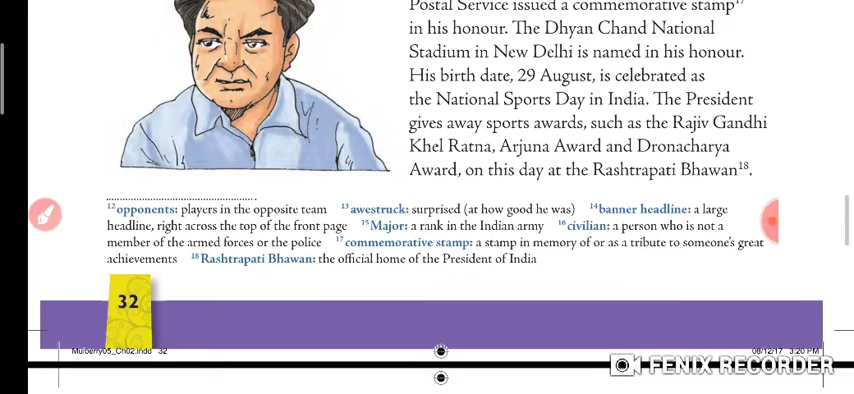 Postal Service issued a commemorative stamp17
in his honour. The Dhyan Chand National
Stadium in New Delhi is named in his honour.
His birth date, 29 August, is celebrated as
the National Sports Day in India. The President
gives away sports awards, such as the Rajiv Gandhi
Khel Ratna, Arjuna Award and Dronacharya
Award, on this day at the Rashtrapati Bhawan18.
12opponents: players in the opposite team 13awestruck: surprised (at how good he was) 14banner headline: a large
headline, right across the top of the front page 15Major: a rank in the Indian army 16civilian: a person who is not a
member of the armed forces or the police 17commemorative stamp: a stamp in memory of or as a tribute to someone's great
achievements 18Rashtrapati Bhawan: the official home of the President of India
32
Mulberry05_Ch02.indd 32
08/12/17 3:20 PM
FENIX RECORDER